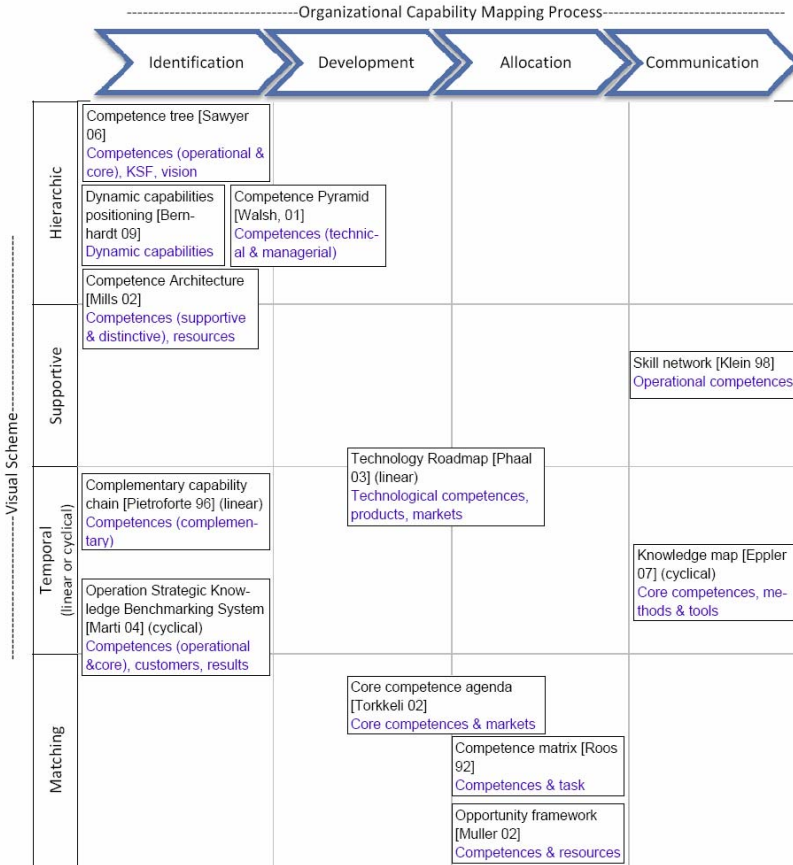 Organizational Capability Mapping Process
Identification
Development
Allocation
Communication
Visual Scheme
Hierarchic
Competence tree [Sawyer
06]
Competences (operational &
core), KSF, vision
Dynamic capabilities
positioning [Bern-
hardt 09]
Dynamic capabilities
Competence Pyramid
[Walsh, 01]
Competences (technic-
al & managerial)
Competence Architecture
[Mills 02]
Competences (supportive
& distinctive), resources
Supportive
Skill network [Klein 98]
Operational competences
Temporal
(linear or cyclical)
Complementary capability
chain [Pietroforte 96] (linear)
Competences (complemen-
tary)
Technology Roadmap [Phaal
03] (linear)
Technological competences,
products, markets
Operation Strategic Know-
ledge Benchmarking System
[Marti 04] (cyclical)
Competences (operational
&core), customers, results
Knowledge map [Eppler
07] (cyclical)
Core competences, me-
thods & tools
Matching
Core competence agenda
[Torkkeli 02]
Core competences & markets
Competence matrix [Roos
92]
Competences & task
Opportunity framework
[Muller 02]
Competences & resources